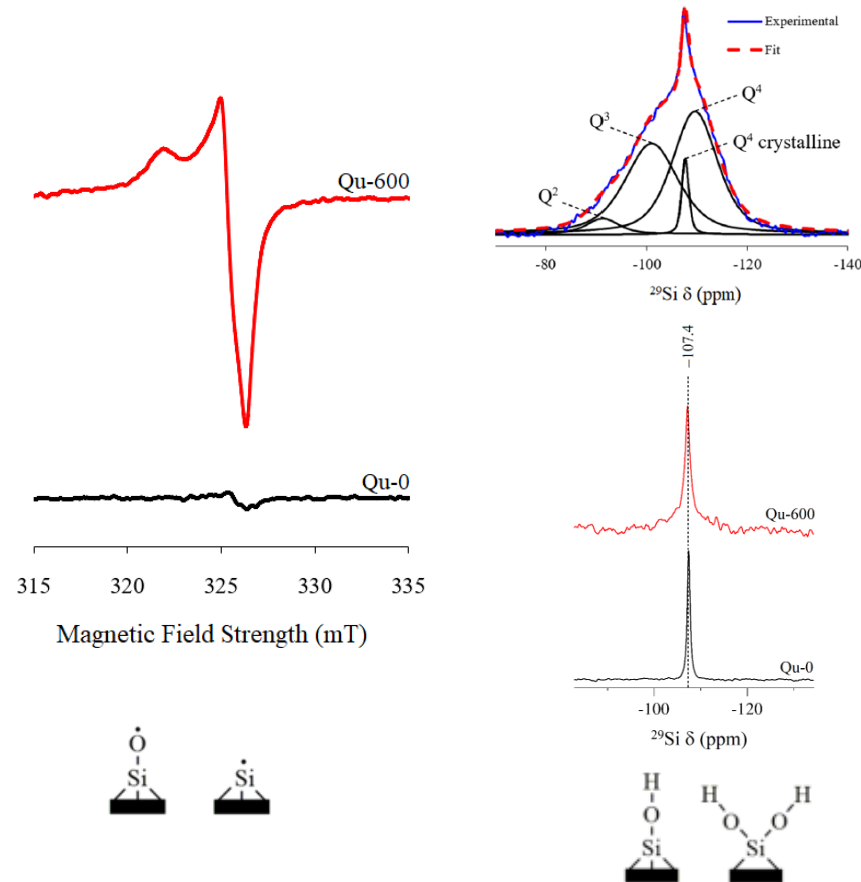 Qu-600
Qu-0
315
320
325
330
335
Magnetic Field Strength (mT)
Ȯ
Si
Ṡi
Experimental
Fit
Q⁴
Q³
Q⁴ crystalline
Q²
-80
-100
-120
-140
²⁹Si δ (ppm)
−107.4
Qu-600
Qu-0
-100
-120
²⁹Si δ (ppm)
H
O
Si
H
H
O
O
Si